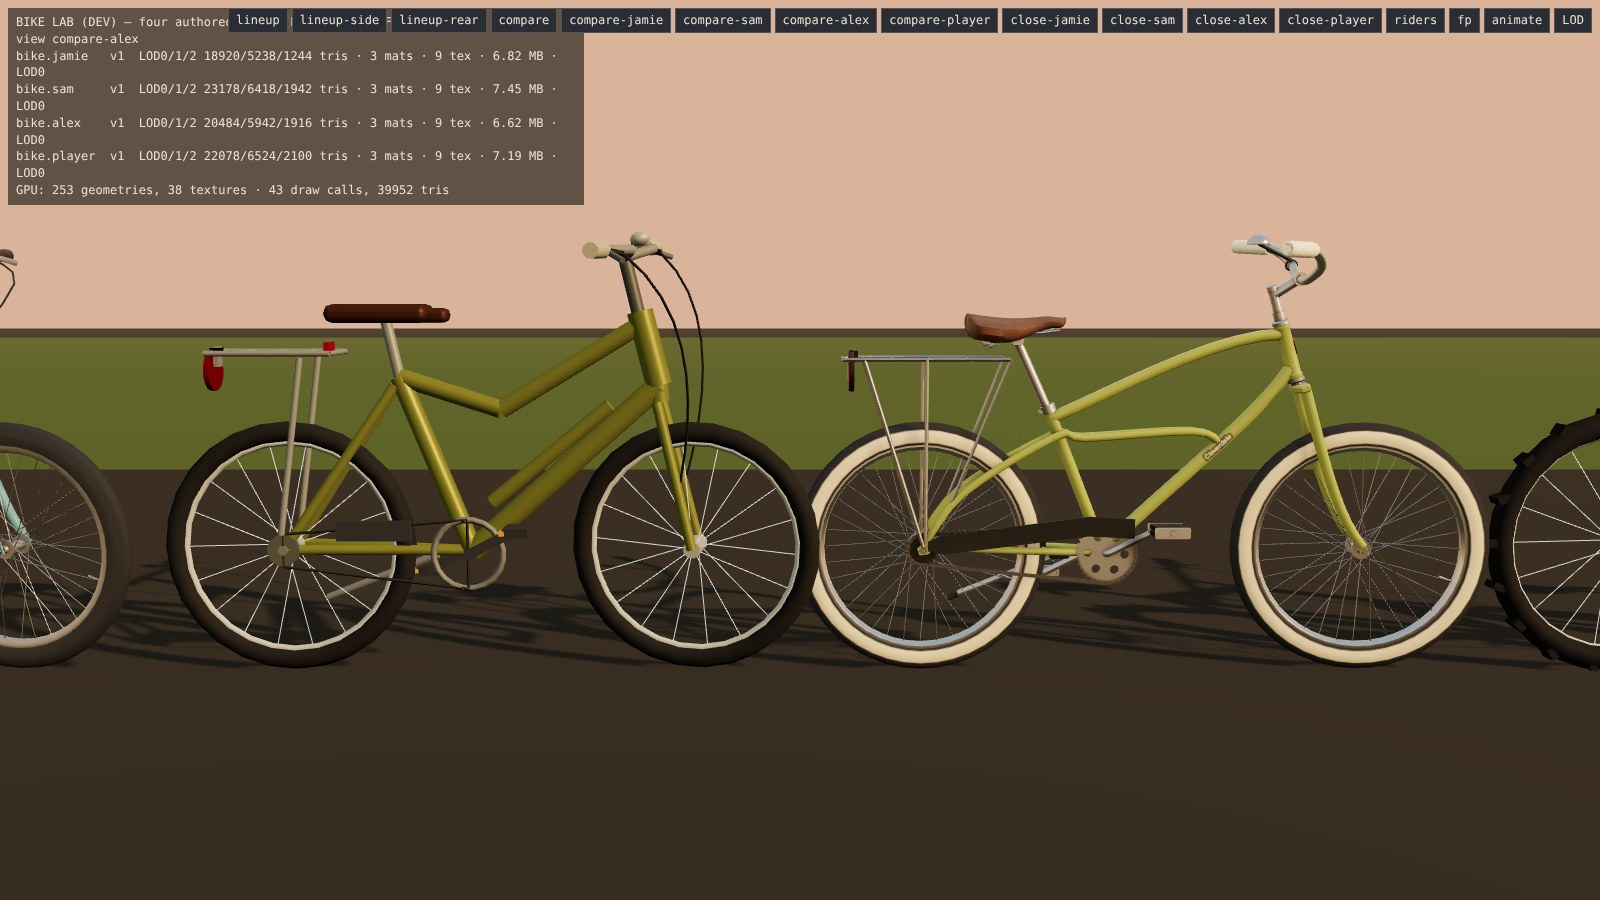 BIKE LAB (DEV) — four authored
lineup lineup-side lineup-rear compare compare-jamie compare-sam compare-alex compare-player close-jamie close-sam close-alex close-player riders fp animate LOD
view compare-alex
bike.jamie v1 LOD0/1/2 18920/5238/1244 tris · 3 mats · 9 tex · 6.82 MB ·
LOD0
bike.sam v1 LOD0/1/2 23178/6418/1942 tris · 3 mats · 9 tex · 7.45 MB ·
LOD0
bike.alex v1 LOD0/1/2 20484/5942/1916 tris · 3 mats · 9 tex · 6.62 MB ·
LOD0
bike.player v1 LOD0/1/2 22078/6524/2100 tris · 3 mats · 9 tex · 7.19 MB ·
LOD0
GPU: 253 geometries, 38 textures · 43 draw calls, 39952 tris